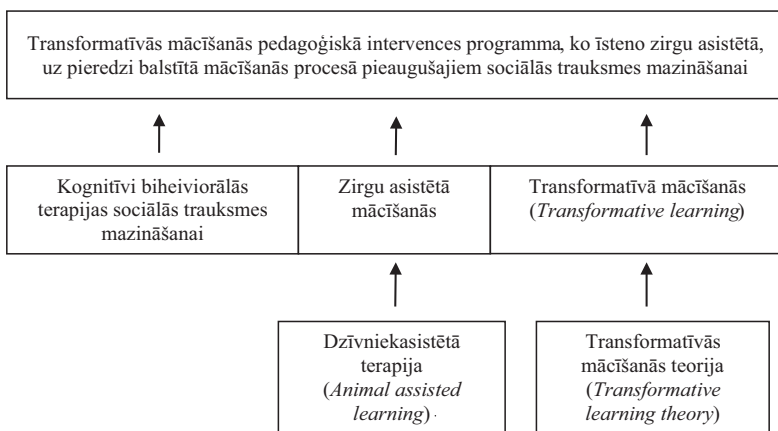 Transformatīvās mācīšanās pedagoģiskā intervences programma, ko īsteno zirgu asistētā,
uz pieredzi balstītā mācīšanās procesā pieaugušajiem sociālās trauksmes mazināšanai
Kognitīvi biheiviorālās
terapijas sociālās trauksmes
mazināšanai
Zirgu asistētā
mācīšanās
Transformatīvā mācīšanās
(Transformative learning)
Dzīvniekasistētā
terapija
(Animal assisted
learning)
Transformatīvās
mācīšanās teorija
(Transformative
learning theory)